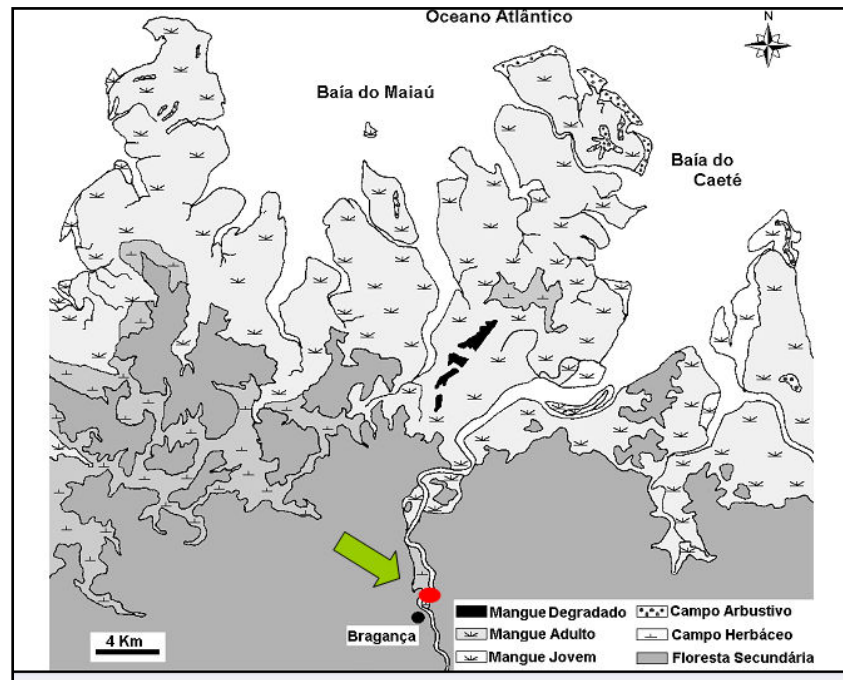 Oceano Atlântico
N
Baía do Maiaú
Baía do
Caeté
Bragança
4 Km
Mangue Degradado
Mangue Adulto
Mangue Jovem
Campo Arbustivo
Campo Herbáceo
Floresta Secundária